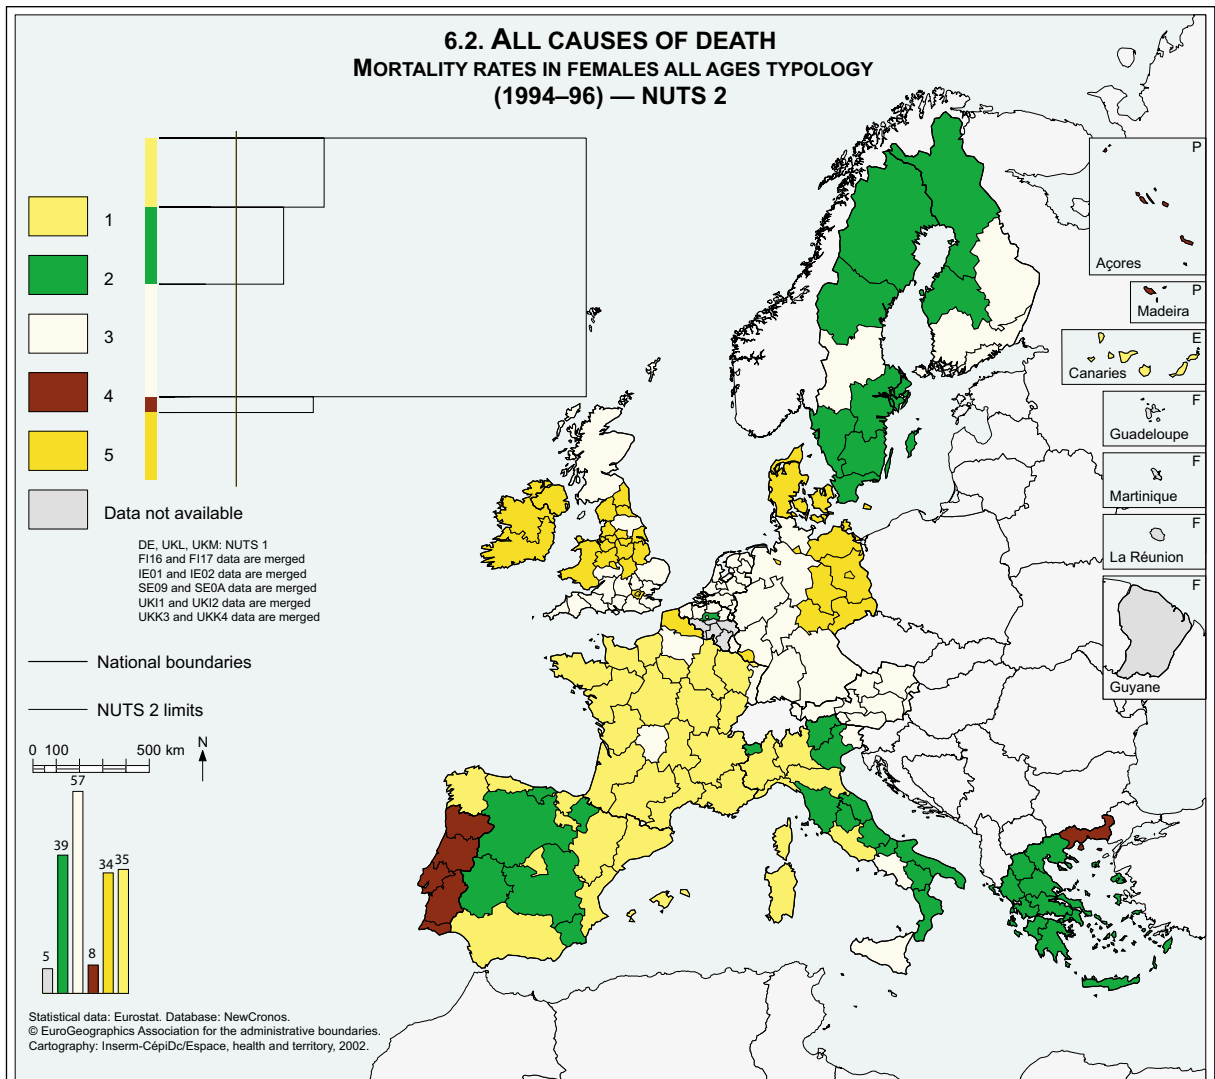 6.2. ALL CAUSES OF DEATH
MORTALITY RATES IN FEMALES ALL AGES TYPOLOGY
(1994–96) — NUTS 2
1
2
3
4
5
Data not available
DE, UKL, UKM: NUTS 1
FI16 and FI17 data are merged
IE01 and IE02 data are merged
SE09 and SE0A data are merged
UKI1 and UKI2 data are merged
UKK3 and UKK4 data are merged
National boundaries
NUTS 2 limits
0 100 500 km
N
57
39
34 35
8
5
P
Açores
P
Madeira
E
Canaries
F
Guadeloupe
F
Martinique
F
La Réunion
F
Guyane
Statistical data: Eurostat. Database: NewCronos.
© EuroGeographics Association for the administrative boundaries.
Cartography: Inserm-CépiDc/Espace, health and territory, 2002.